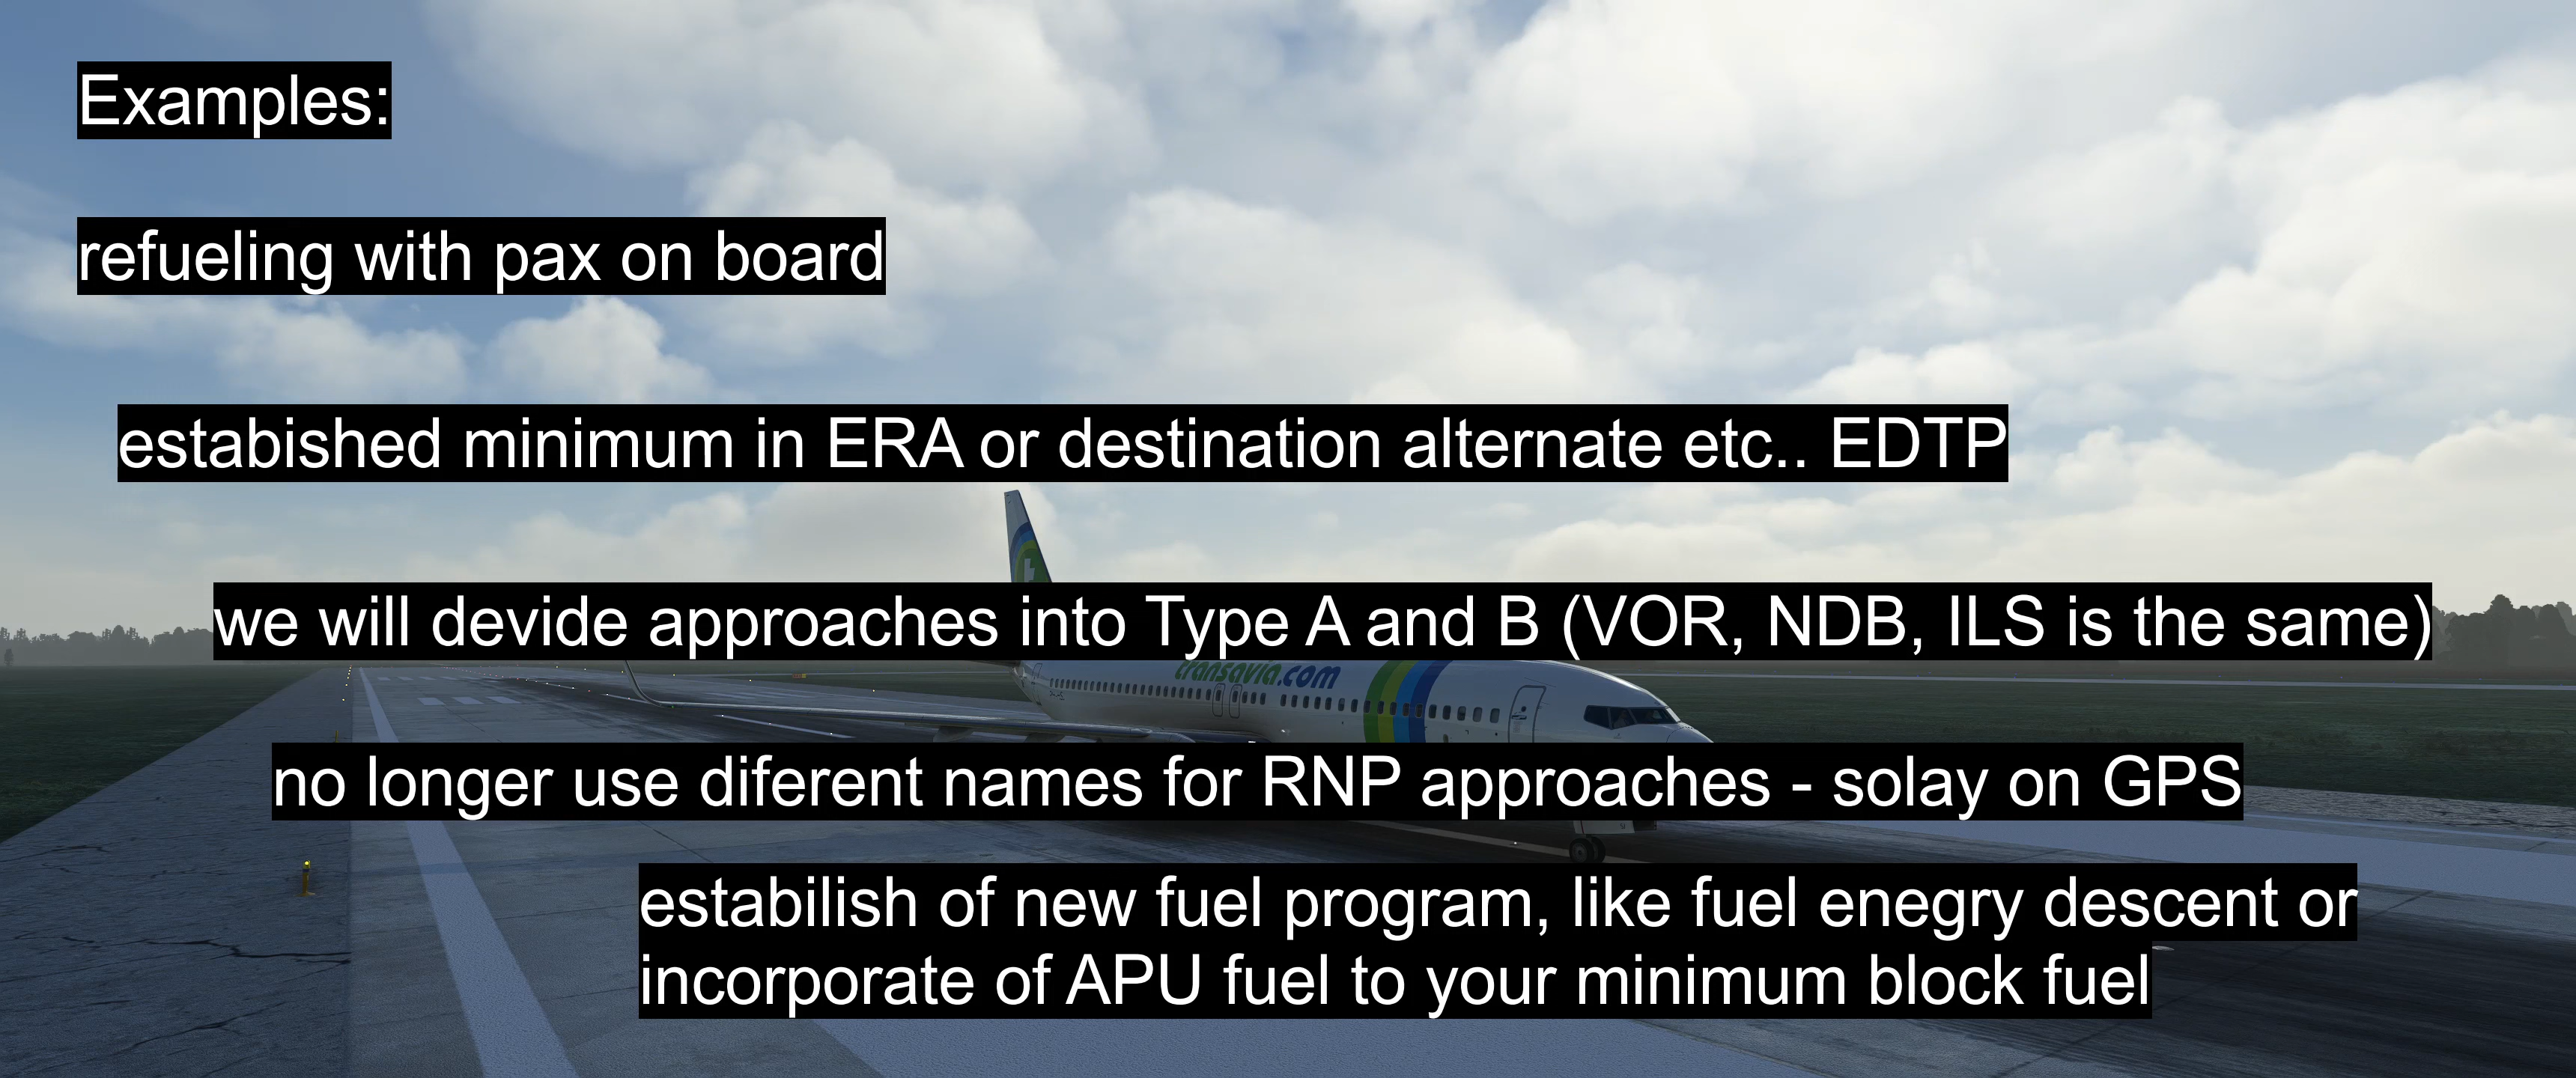 Examples:
refueling with pax on board
estabished minimum in ERA or destination alternate etc.. EDTP
we will devide approaches into Type A and B (VOR, NDB, ILS is the same)
transavia.com
no longer use diferent names for RNP approaches - solay on GPS
estabilish of new fuel program, like fuel enegry descent or
incorporate of APU fuel to your minimum block fuel